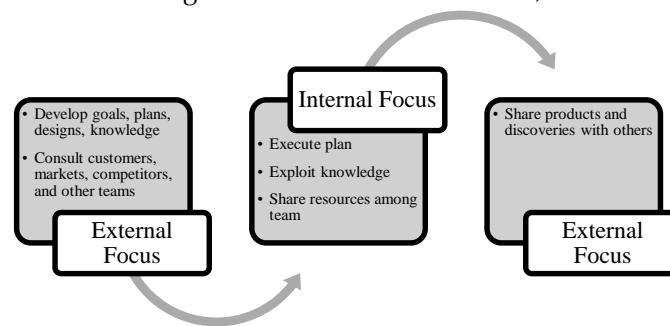 • Develop goals, plans,
designs, knowledge
• Consult customers,
markets, competitors,
and other teams
External
Focus
Internal Focus
• Execute plan
• Exploit knowledge
• Share resources among
team
• Share products and
discoveries with others
External
Focus